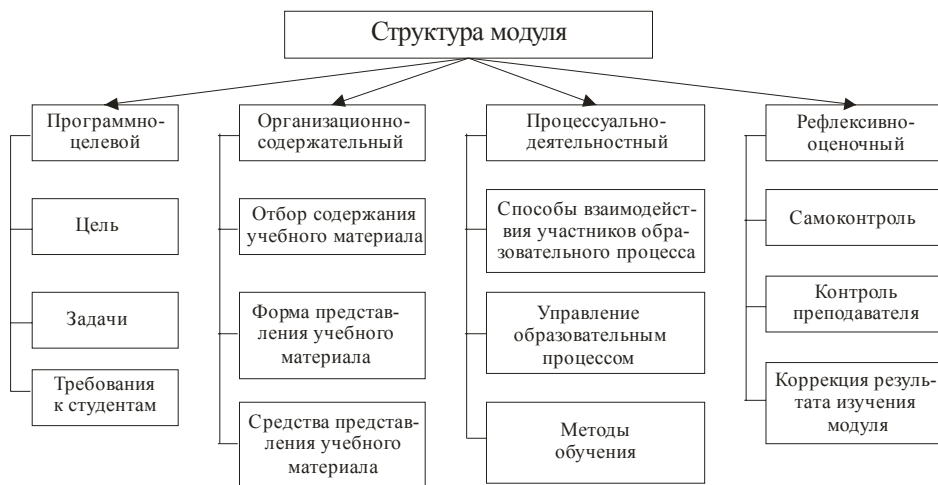 Структура модуля
Программно-
целевой
Цель
Задачи
Требования
к студентам
Организационно-
содержательный
Отбор содержания
учебного материала
Форма представ-
ления учебного
материала
Средства представ-
ления учебного
материала
Процессуально-
деятельностный
Способы взаимодейст-
вия участников обра-
зовательного процесса
Управление
образовательным
процессом
Методы
обучения
Рефлексивно-
оценочный
Самоконтроль
Контроль
преподавателя
Коррекция резуль-
тата изучения
модуля